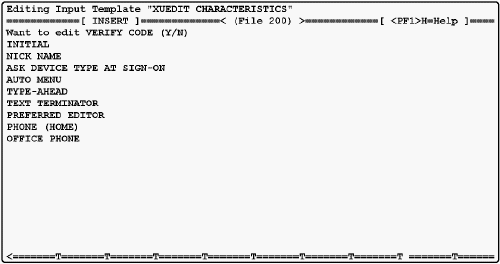 Editing Input Template "XUEDIT CHARACTERISTICS"
=============[ INSERT ]==============< (File 200) >=============[ <PF1>H=Help ]=====
Want to edit VERIFY CODE (Y/N)
INITIAL
NICK NAME
ASK DEVICE TYPE AT SIGN-ON
AUTO MENU
TYPE-AHEAD
TEXT TERMINATOR
PREFERRED EDITOR
PHONE (HOME)
OFFICE PHONE
<=======T=======T=======T=======T=======T=======T=======T=======T=======T======